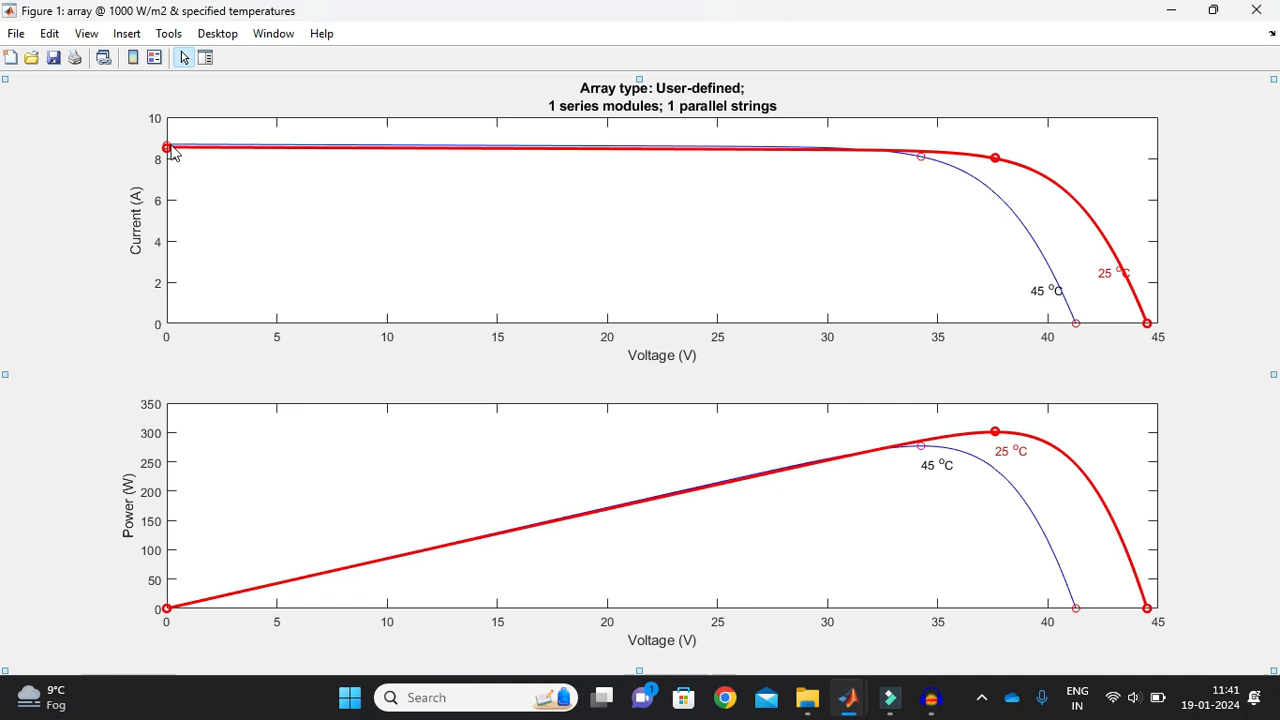 Figure 1: array @ 1000 W/m2 & specified temperatures
File Edit View Insert Tools Desktop Window Help
Array type: User-defined;
1 series modules; 1 parallel strings
10
8
6
4
2
0
Current (A)
45 °C
25 °C
0 5 10 15 20 25 30 35 40 45
Voltage (V)
350
300
250
200
150
100
50
0
Power (W)
45 °C
25 °C
0 5 10 15 20 25 30 35 40 45
Voltage (V)
9°C
Fog
Search
1
ENG
IN
11:41
19-01-2024